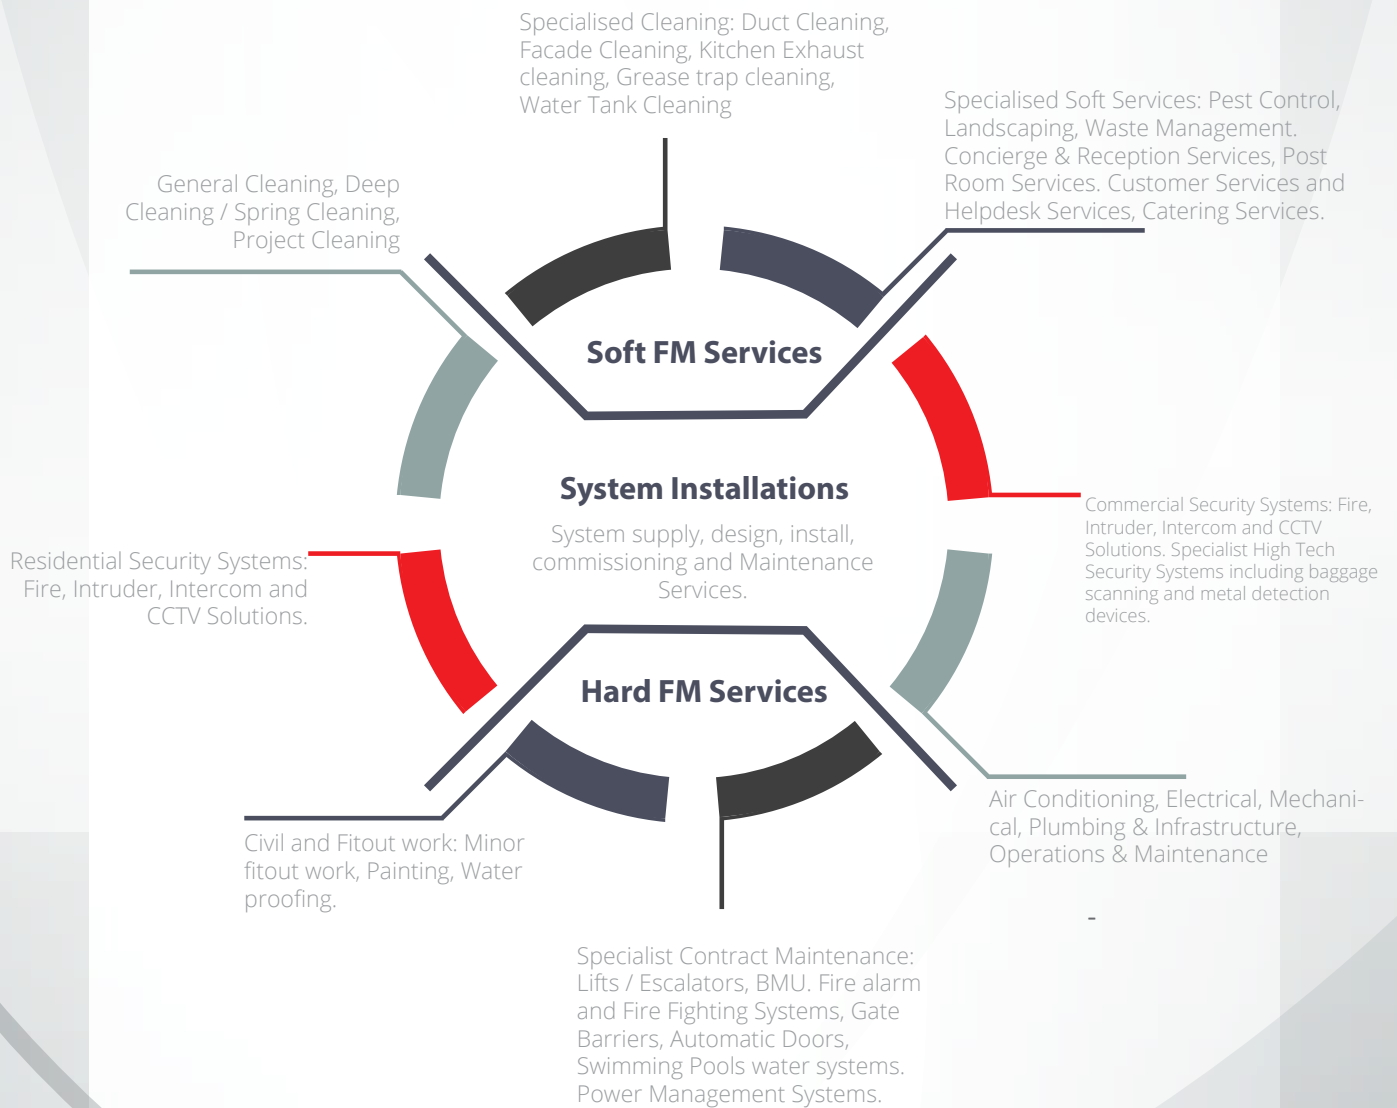 Specialised Cleaning: Duct Cleaning,
Facade Cleaning, Kitchen Exhaust
cleaning, Grease trap cleaning,
Water Tank Cleaning
Specialised Soft Services: Pest Control,
Landscaping, Waste Management.
Concierge & Reception Services, Post
Room Services. Customer Services and
Helpdesk Services, Catering Services.
General Cleaning, Deep
Cleaning / Spring Cleaning,
Project Cleaning
Soft FM Services
System Installations
System supply, design, install,
commissioning and Maintenance
Services.
Commercial Security Systems: Fire,
Intruder, Intercom and CCTV
Solutions. Specialist High Tech
Security Systems including baggage
scanning and metal detection
devices.
Residential Security Systems:
Fire, Intruder, Intercom and
CCTV Solutions.
Hard FM Services
Air Conditioning, Electrical, Mechani-
cal, Plumbing & Infrastructure,
Operations & Maintenance
-
Civil and Fitout work: Minor
fitout work, Painting, Water
proofing.
Specialist Contract Maintenance:
Lifts / Escalators, BMU. Fire alarm
and Fire Fighting Systems, Gate
Barriers, Automatic Doors,
Swimming Pools water systems.
Power Management Systems.